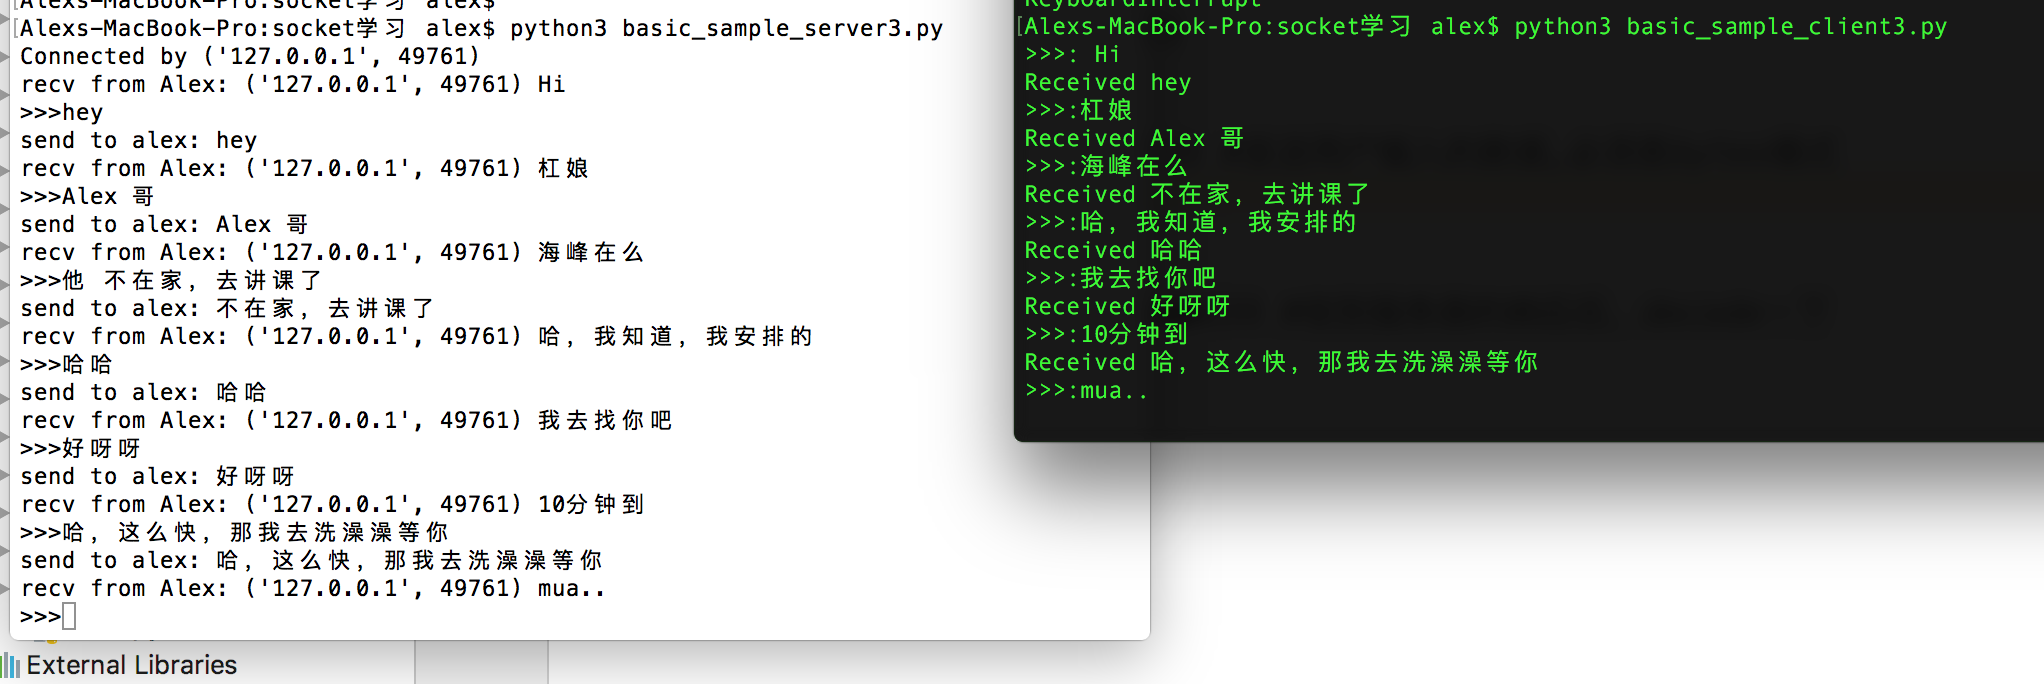 [Alexs-MacBook-Pro:socket学习 alex$
[Alexs-MacBook-Pro:socket学习 alex$ python3 basic_sample_server3.py
Connected by ('127.0.0.1', 49761)
recv from Alex: ('127.0.0.1', 49761) Hi
>>>hey
send to alex: hey
recv from Alex: ('127.0.0.1', 49761) 杠娘
>>>Alex 哥
send to alex: Alex 哥
recv from Alex: ('127.0.0.1', 49761) 海峰在么
>>>他 不在家, 去讲课了
send to alex: 不在家, 去讲课了
recv from Alex: ('127.0.0.1', 49761) 哈, 我知道, 我安排的
>>>哈哈
send to alex: 哈哈
recv from Alex: ('127.0.0.1', 49761) 我去找你吧
>>>好呀呀
send to alex: 好呀呀
recv from Alex: ('127.0.0.1', 49761) 10分钟到
>>>哈, 这么快, 那我去洗澡澡等你
send to alex: 哈, 这么快, 那我去洗澡澡等你
recv from Alex: ('127.0.0.1', 49761) mua..
>>>
External Libraries
KeyboardInterrupt
[Alexs-MacBook-Pro:socket学习 alex$ python3 basic_sample_client3.py
>>>: Hi
Received hey
>>>:杠娘
Received Alex 哥
>>>:海峰在么
Received 不在家, 去讲课了
>>>:哈, 我知道, 我安排的
Received 哈哈
>>>:我去找你吧
Received 好呀呀
>>>:10分钟到
Received 哈, 这么快, 那我去洗澡澡等你
>>>:mua..